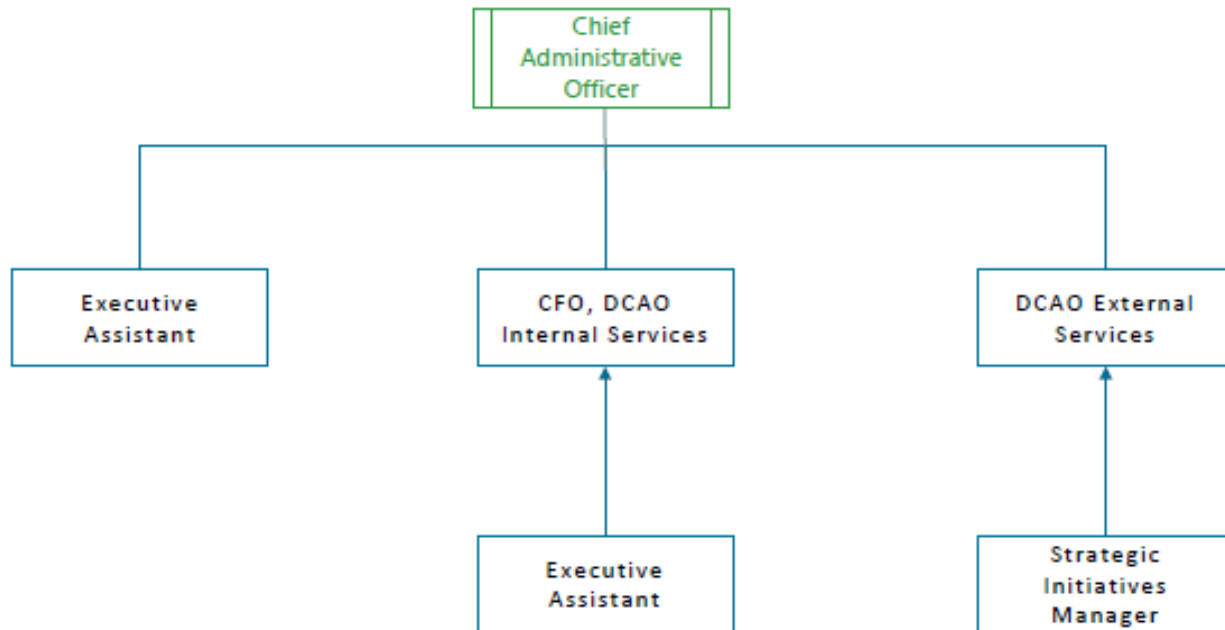 Chief
Administrative
Officer
Executive
Assistant
CFO, DCAO
Internal Services
DCAO External
Services
Executive
Assistant
Strategic
Initiatives
Manager